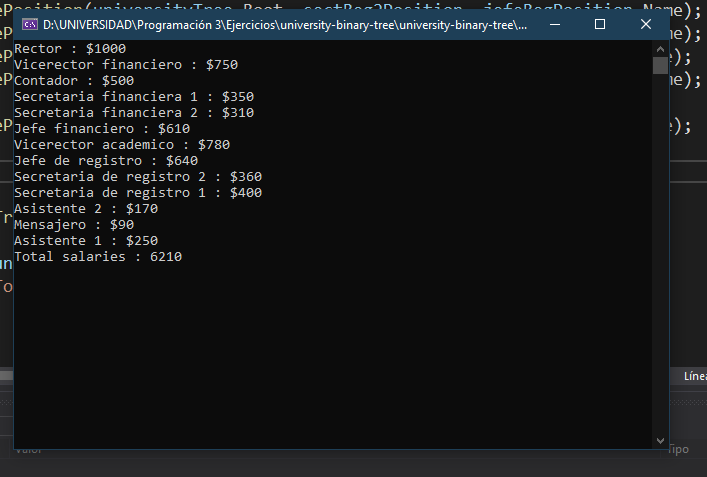 ePosition(universityTree.Root, sectReg2Position, jefeRegPosition.Name);
D:\UNIVERSIDAD\Programación 3\Ejercicios\university-binary-tree\university-binary-tree\...
Rector : $1000
Vicerector financiero : $750
Contador : $500
Secretaria financiera 1 : $350
Secretaria financiera 2 : $310
Jefe financiero : $610
Vicerector academico : $780
Jefe de registro : $640
Secretaria de registro 2 : $360
Secretaria de registro 1 : $400
Asistente 2 : $170
Mensajero : $90
Asistente 1 : $250
Total salaries : 6210
Valor Tipo